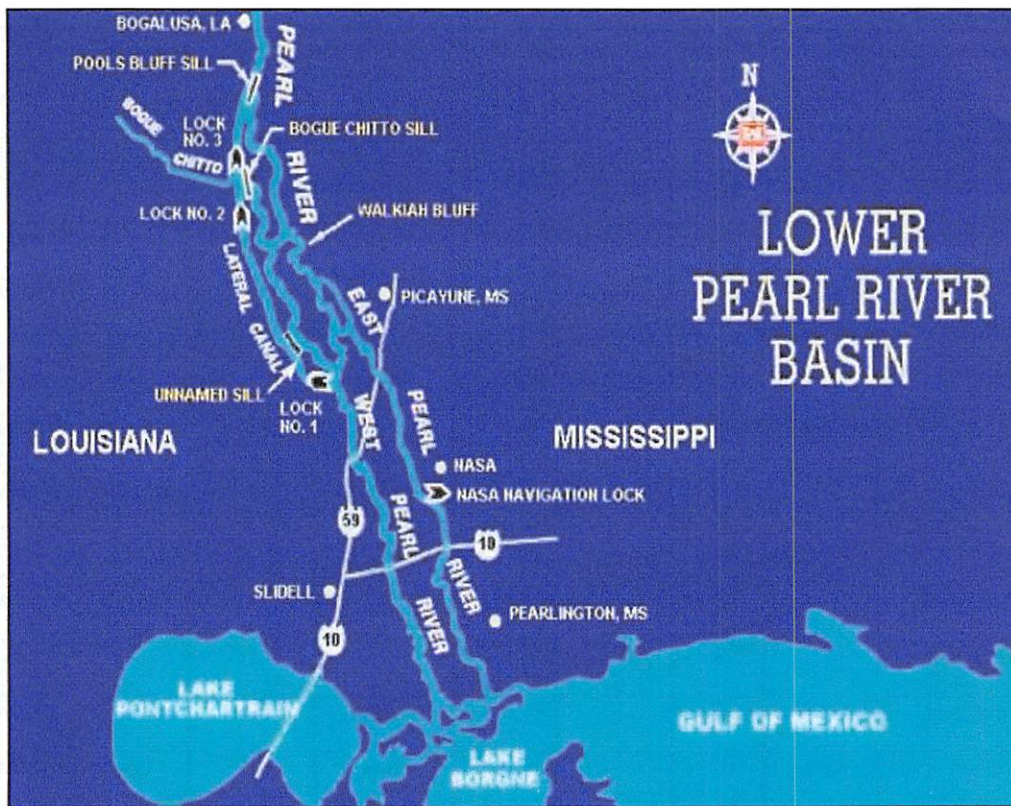 BOGALUSA, LA
PEARL
POOLS BLUFF SILL
N
BOGUE
LOCK
NO. 3
BOGUE CHITTO SILL
CHITTO
RIVER
LOCK NO. 2
WALKIAH BLUFF
LOWER
PEARL RIVER
BASIN
LATERAL CANAL
EAST
PICAYUNE, MS
UNNAMED SILL
LOCK
NO. 1
WEST
PEARL
LOUISIANA
MISSISSIPPI
NASA
NASA NAVIGATION LOCK
59
PEARL
10
SLIDELL
RIVER
RIVER
PEARLINGTON, MS
10
LAKE
PONTCHARTRAIN
GULF OF MEXICO
LAKE
BORGNE